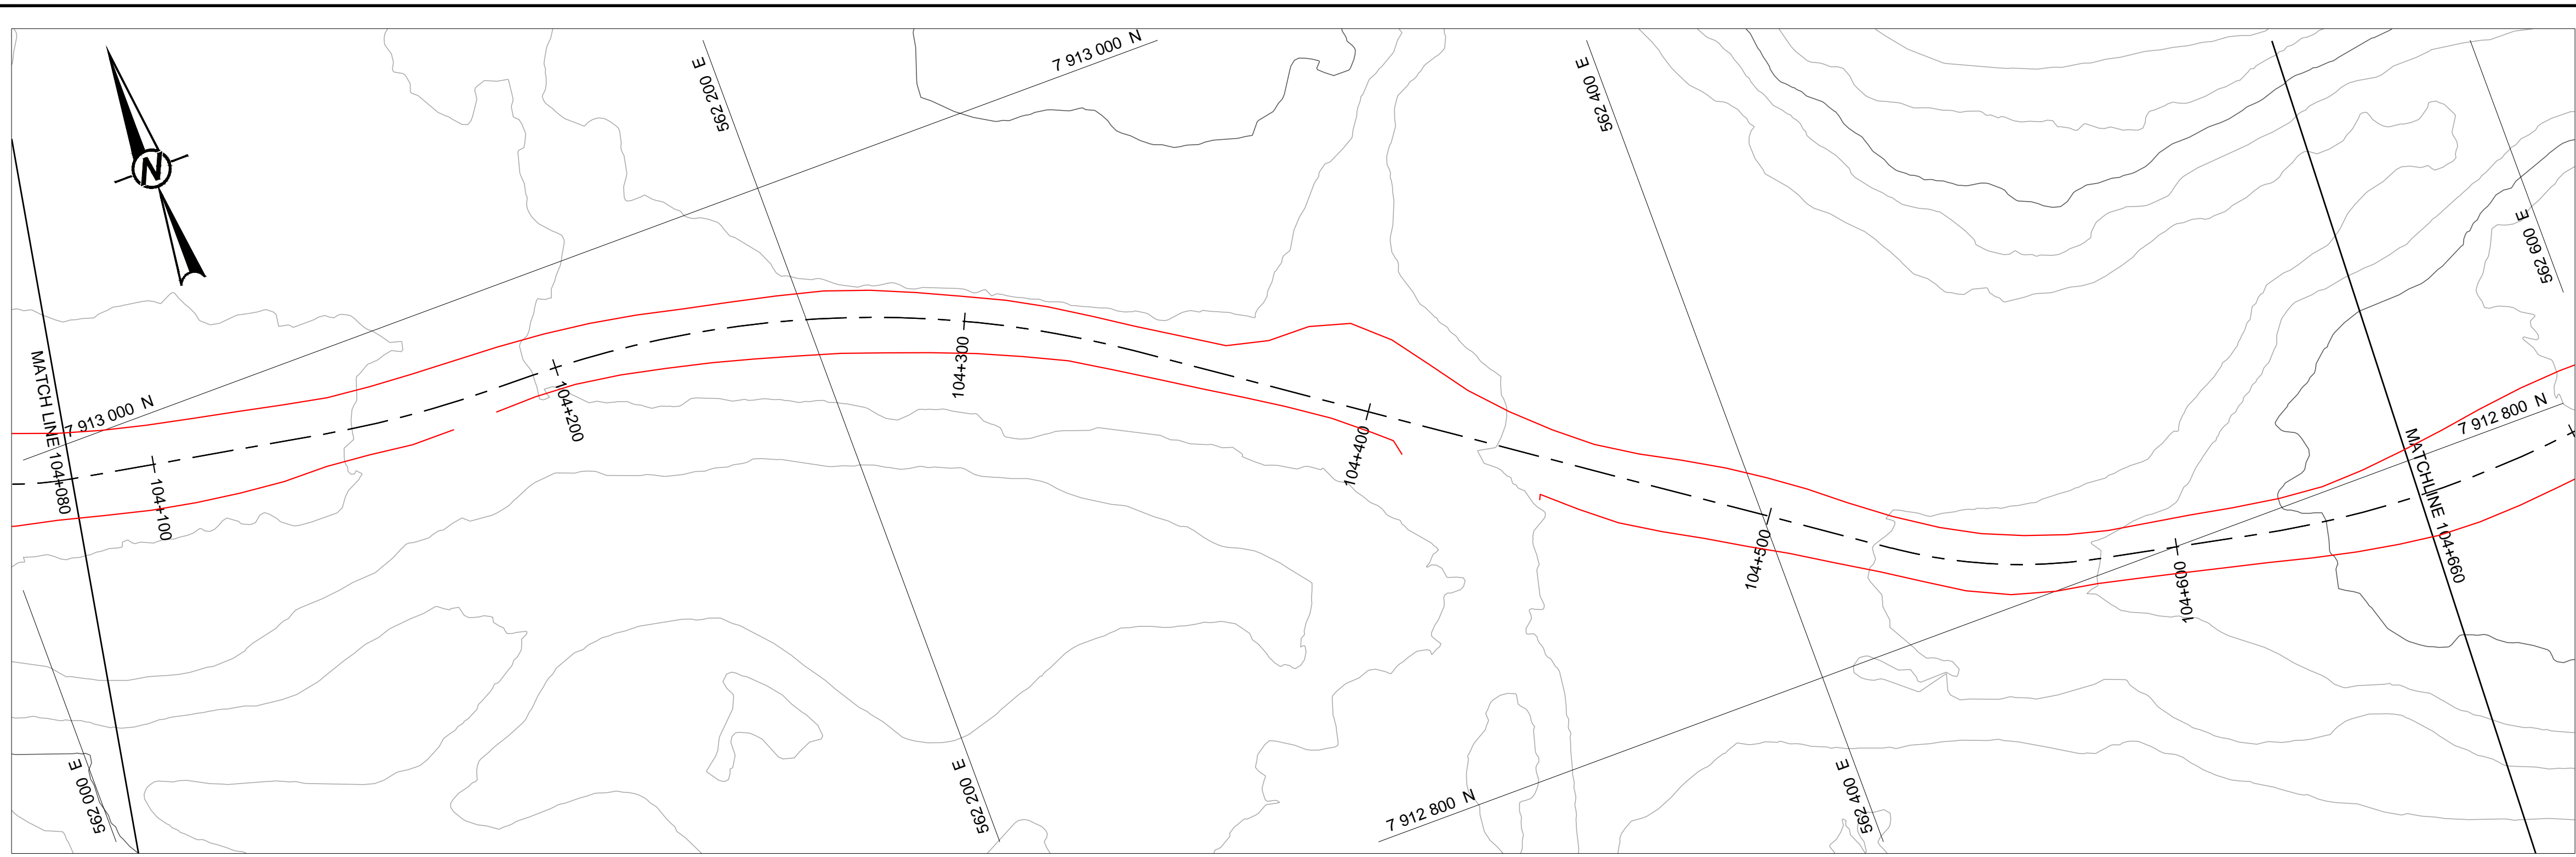 7 913 000 N
562 200 E
562 400 E
562 600 E
N
MATCH LINE 104+080
7 913 000 N
104+100
104+200
104+300
104+400
104+500
104+600
7 912 800 N
MATCHLINE 104+660
562 000 E
562 200 E
7 912 800 N
562 400 E